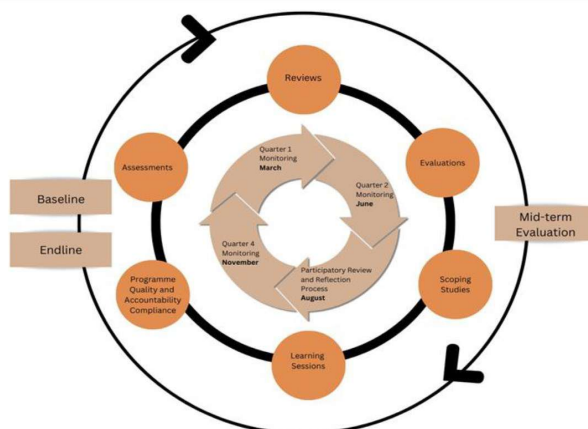 Reviews
Assessments
Evaluations
Quarter 1
Monitoring
March
Quarter 2
Monitoring
June
Baseline
Endline
Mid-term
Evaluation
Quarter 4
Monitoring
November
Participatory Review
and Reflection
Process
August
Programme
Quality and
Accountability
Compliance
Scoping
Studies
Learning
Sessions